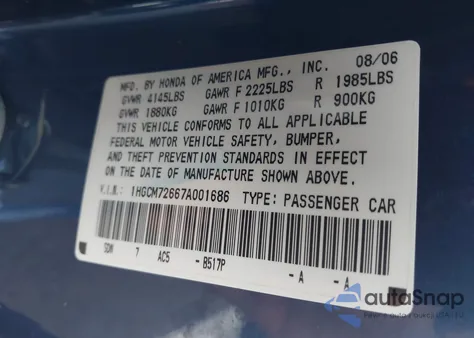 MFD. BY HONDA OF AMERICA MFG., INC. 08/06
GVWR 4145LBS GAWR F 2225LBS R 1985LBS
GVWR 1880KG GAWR F 1010KG R 900KG
THIS VEHICLE CONFORMS TO ALL APPLICABLE
FEDERAL MOTOR VEHICLE SAFETY, BUMPER,
AND THEFT PREVENTION STANDARDS IN EFFECT
ON THE DATE OF MANUFACTURE SHOWN ABOVE.
V.I.N.: 1HGCM72667A001686 TYPE: PASSENGER CAR
SDN 7 AC5 - B517P -A -A
autoSnap